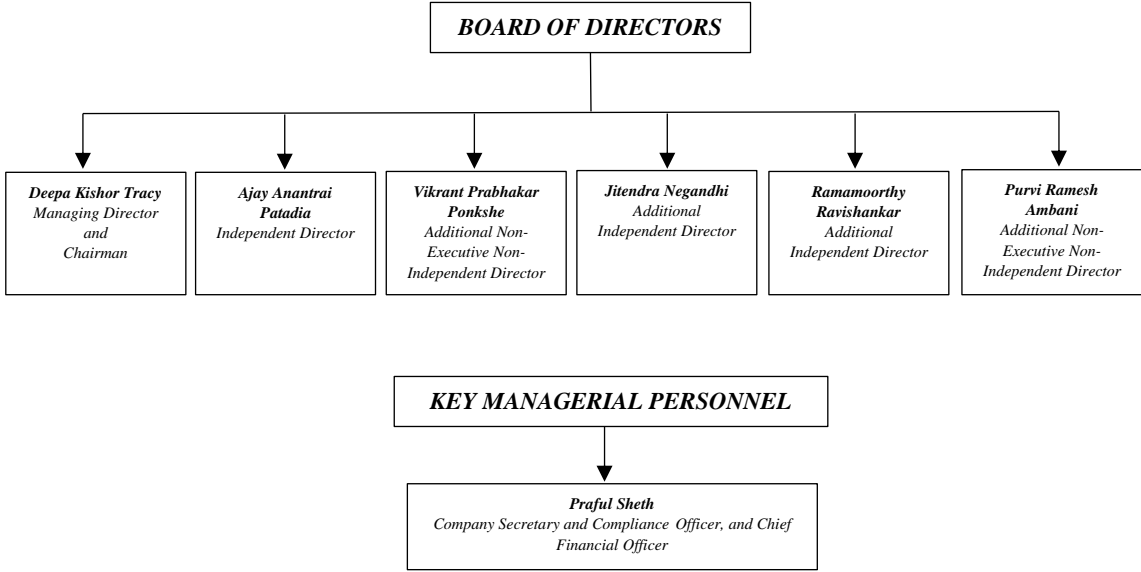 BOARD OF DIRECTORS
Deepa Kishor Tracy
Managing Director
and
Chairman
Ajay Anantrai
Patadia
Independent Director
Vikrant Prabhakar
Ponkshe
Additional Non-
Executive Non-
Independent Director
Jitendra Negandhi
Additional
Independent Director
Ramamoorthy
Ravishankar
Additional
Independent Director
Purvi Ramesh
Ambani
Additional Non-
Executive Non-
Independent Director
KEY MANAGERIAL PERSONNEL
Praful Sheth
Company Secretary and Compliance Officer, and Chief
Financial Officer